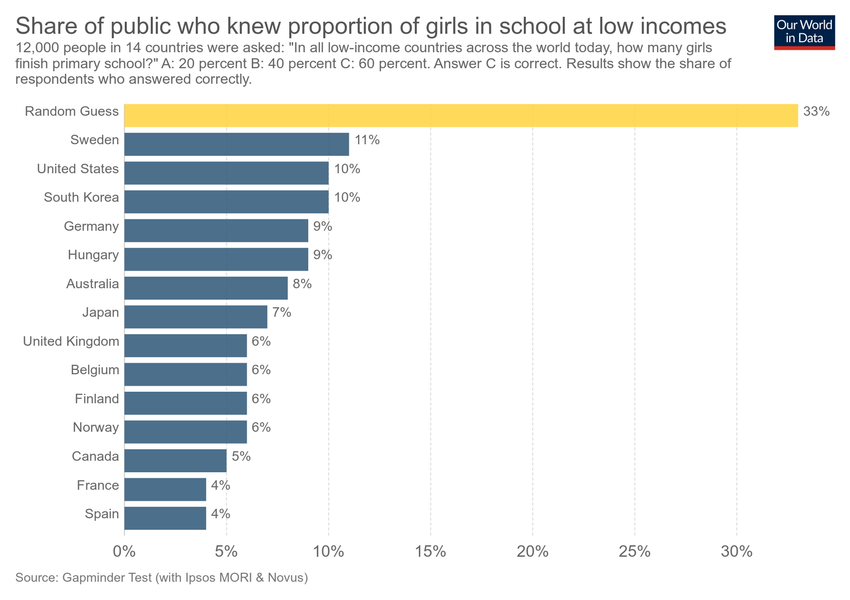 Share of public who knew proportion of girls in school at low incomes
Our World
in Data
12,000 people in 14 countries were asked: "In all low-income countries across the world today, how many girls
finish primary school?" A: 20 percent B: 40 percent C: 60 percent. Answer C is correct. Results show the share of
respondents who answered correctly.
Random Guess 33%
Sweden 11%
United States 10%
South Korea 10%
Germany 9%
Hungary 9%
Australia 8%
Japan 7%
United Kingdom 6%
Belgium 6%
Finland 6%
Norway 6%
Canada 5%
France 4%
Spain 4%
0% 5% 10% 15% 20% 25% 30%
Source: Gapminder Test (with Ipsos MORI & Novus)